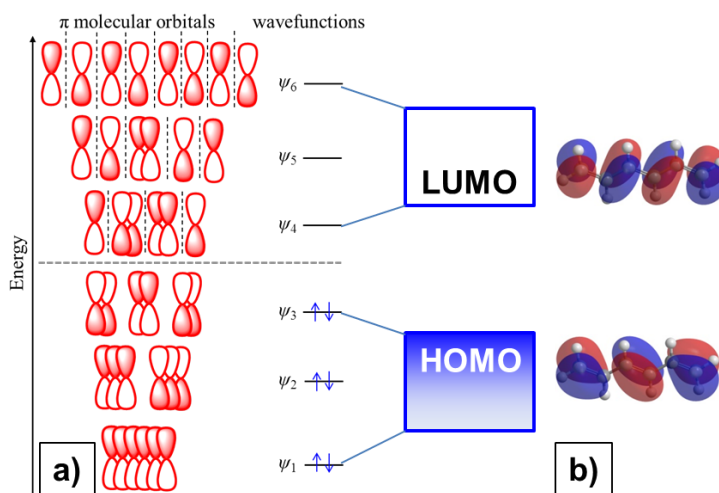 π molecular orbitals
wavefunctions
Energy
ψ6
ψ5
ψ4
ψ3
ψ2
ψ1
LUMO
HOMO
a)
b)